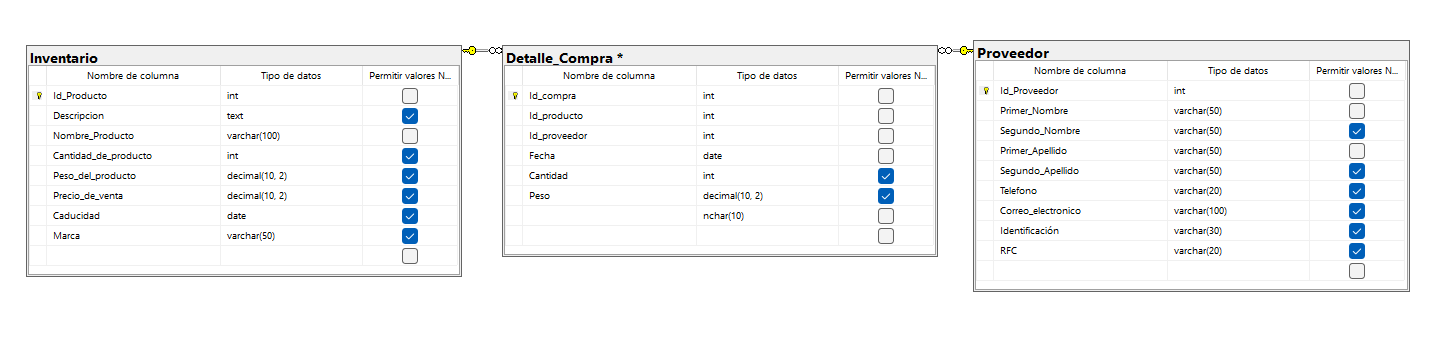 Inventario
Nombre de columna Tipo de datos Permitir valores N...
Id_Producto int
Descripcion text
Nombre_Producto varchar(100)
Cantidad_de_producto int
Peso_del_producto decimal(10, 2)
Precio_de_venta decimal(10, 2)
Caducidad date
Marca varchar(50)
Detalle_Compra *
Nombre de columna Tipo de datos Permitir valores N...
Id_compra int
Id_producto int
Id_proveedor int
Fecha date
Cantidad int
Peso decimal(10, 2)
nchar(10)
Proveedor
Nombre de columna Tipo de datos Permitir valores N...
Id_Proveedor int
Primer_Nombre varchar(50)
Segundo_Nombre varchar(50)
Primer_Apellido varchar(50)
Segundo_Apellido varchar(50)
Telefono varchar(20)
Correo_electronico varchar(100)
Identificación varchar(30)
RFC varchar(20)